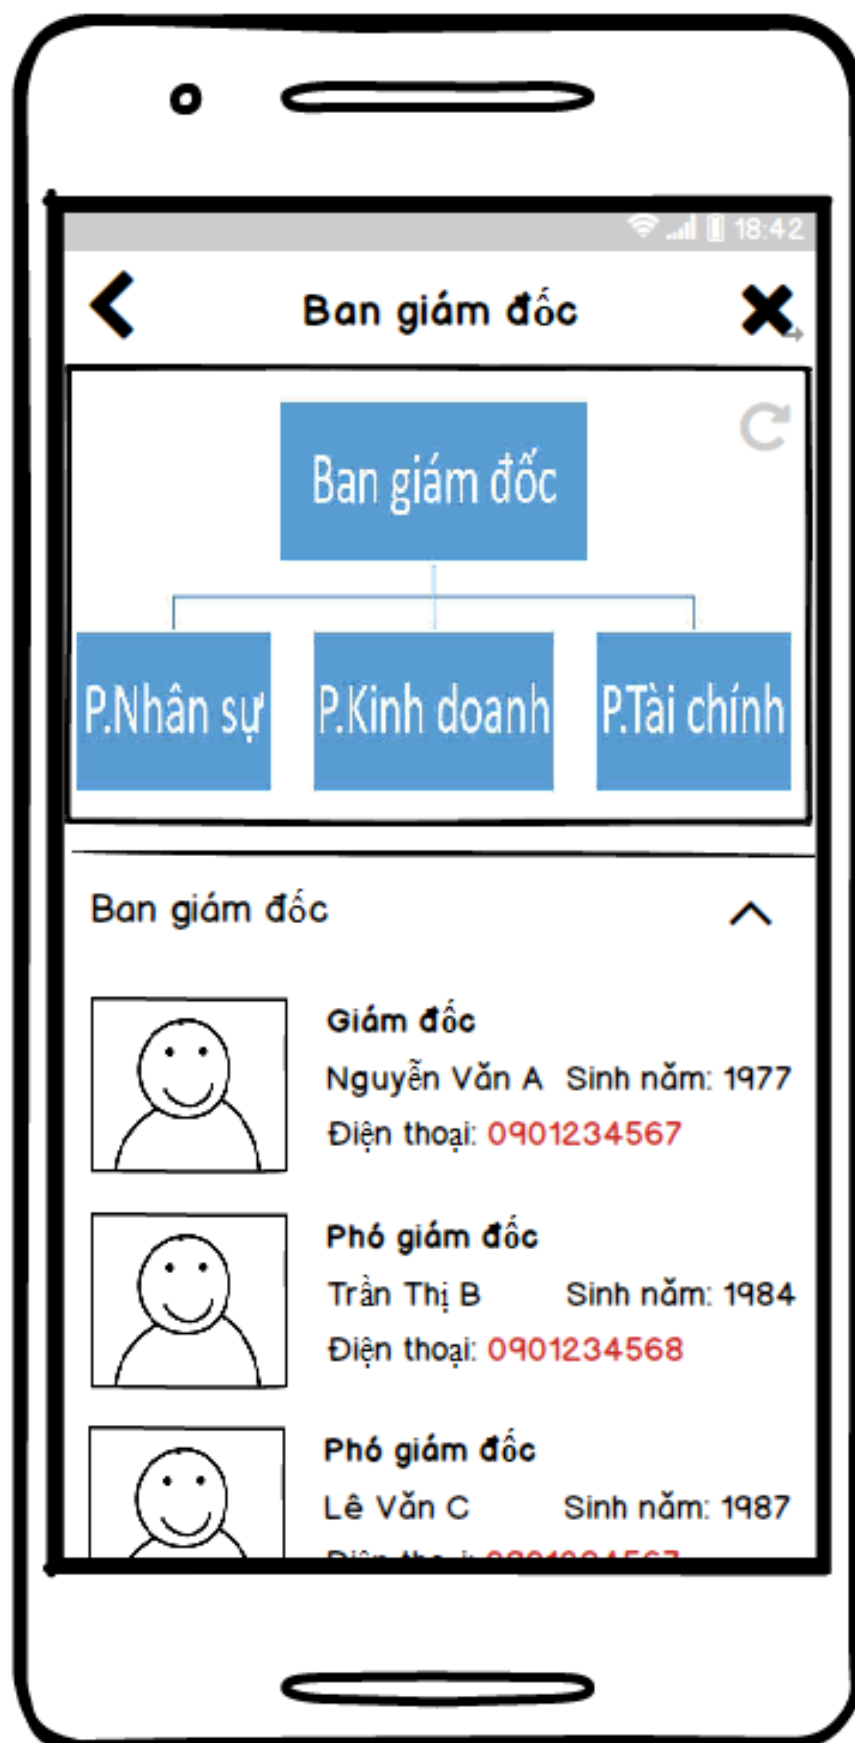 18:42
Ban giám đốc
Ban giám đốc
P.Nhân sự P.Kinh doanh P.Tài chính
Ban giám đốc
Giám đốc
Nguyễn Văn A Sinh năm: 1977
Điện thoại: 0901234567
Phó giám đốc
Trần Thị B Sinh năm: 1984
Điện thoại: 0901234568
Phó giám đốc
Lê Văn C Sinh năm: 1987